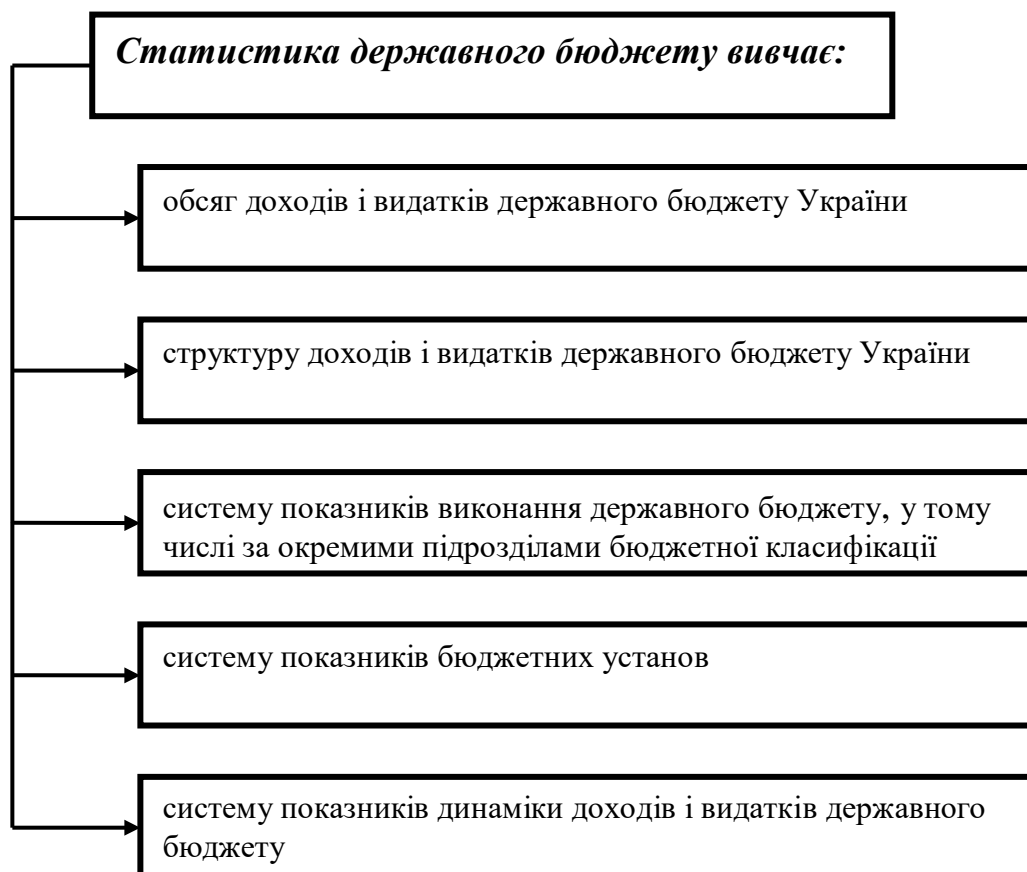 Статистика державного бюджету вивчає:
обсяг доходів і видатків державного бюджету України
структуру доходів і видатків державного бюджету України
систему показників виконання державного бюджету, у тому
числі за окремими підрозділами бюджетної класифікації
систему показників бюджетних установ
систему показників динаміки доходів і видатків державного
бюджету